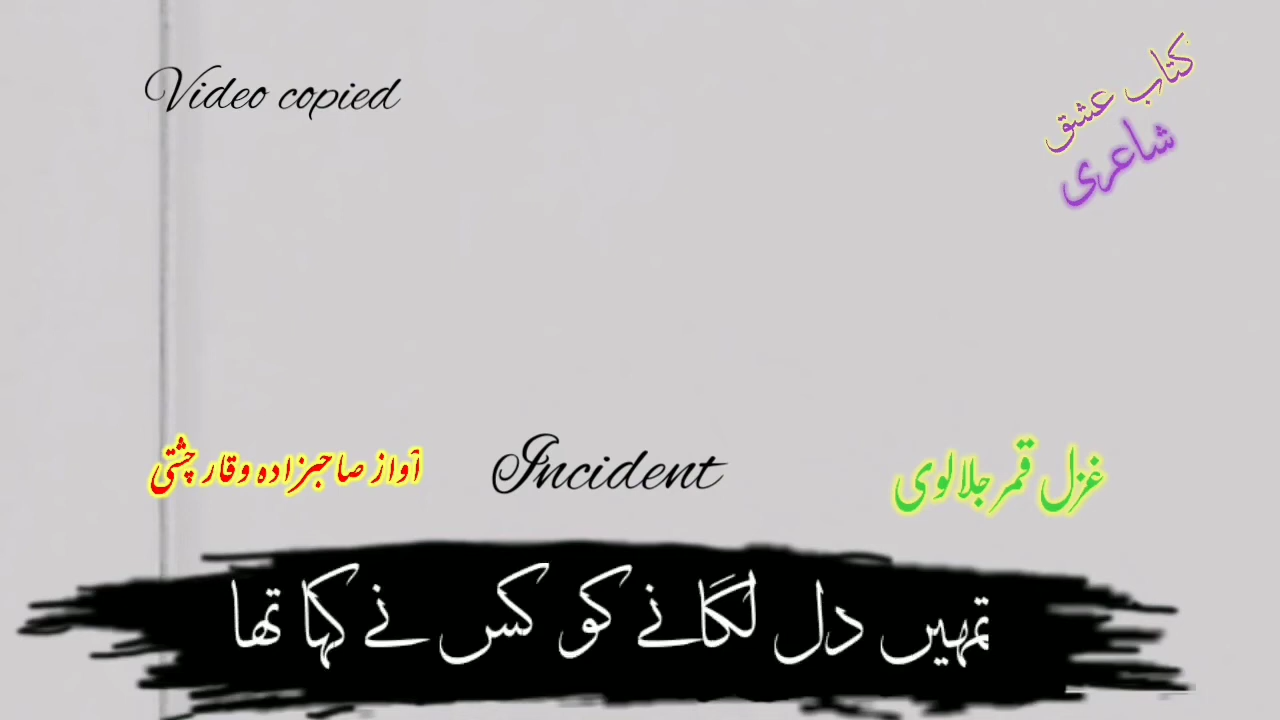 Video copied
کتاب عشق
شاعری
غزل قمر جلالوی
Incident
آواز صاحبزادہ وقار چشتی
تمہیں دل لگانے کو کس نے کہا تھا